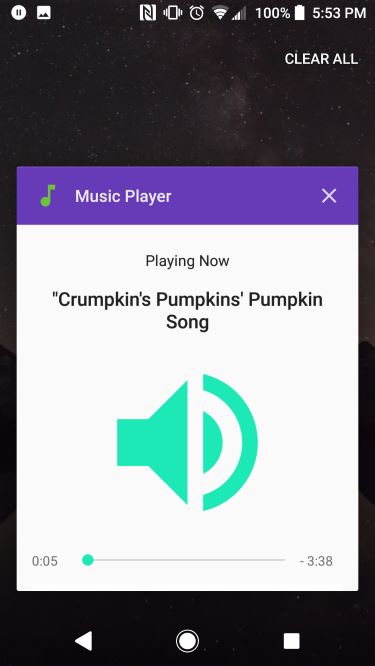 100% 5:53 PM
CLEAR ALL
Music Player
Playing Now
"Crumpkin's Pumpkins' Pumpkin
Song
0:05 - 3:38